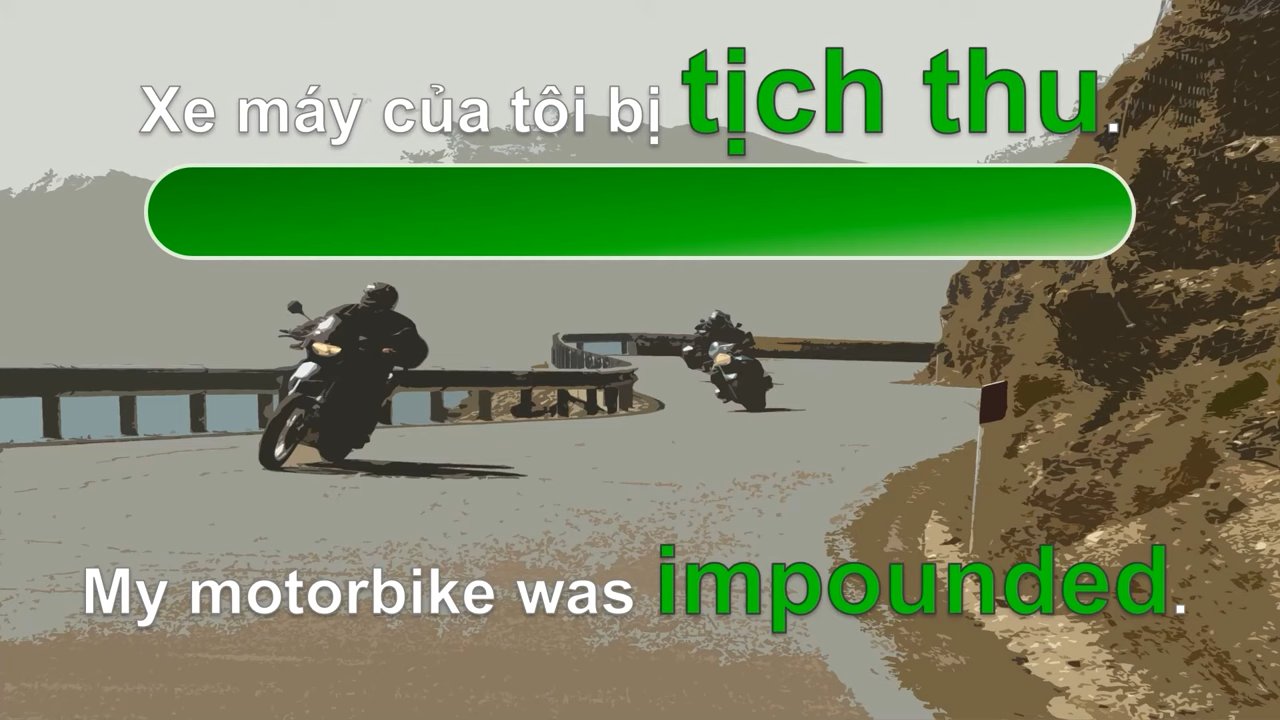 Xe máy của tôi bị tịch thu.
My motorbike was impounded.